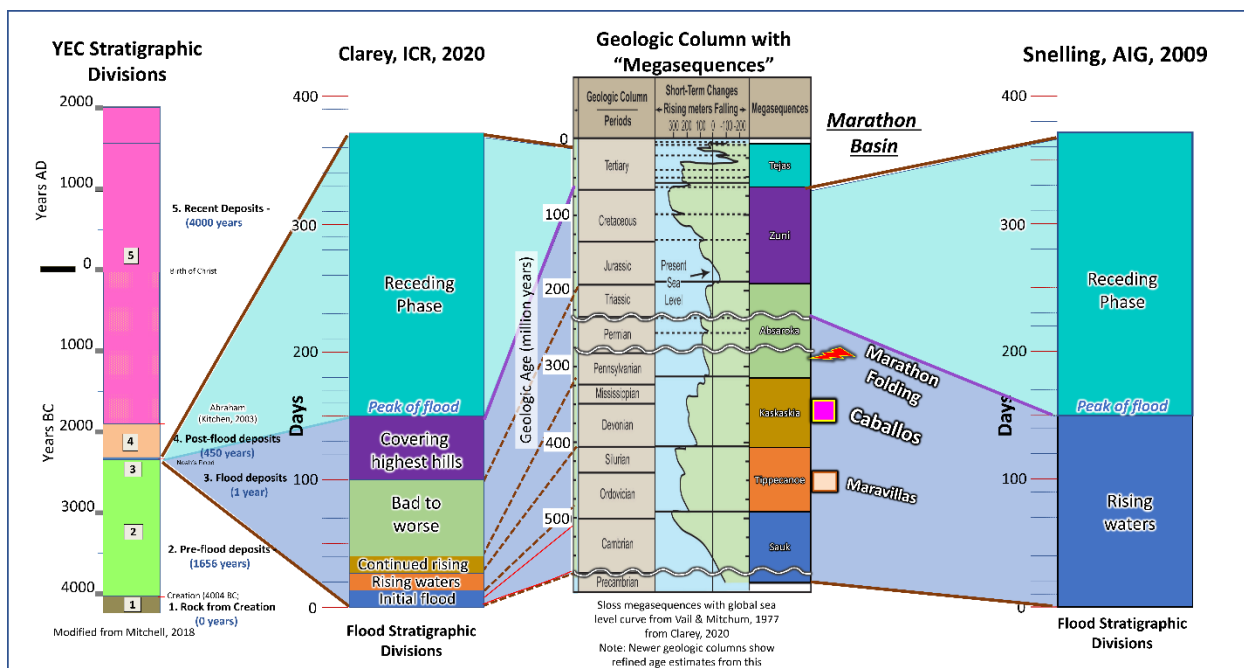 YEC Stratigraphic
Divisions
2000
1000
0
1000
2000
3000
4000
Years AD
Years BC
5
4
3
2
1
5. Recent Deposits -
(4000 years
Birth of Christ
Abraham
(Kitchen, 2003)
4. Post-flood deposits
(450 years)
Noah's Flood
3. Flood deposits
(1 year)
2. Pre-flood deposits -
(1656 years)
Creation (4004 BC;
1. Rock from Creation
(0 years)
Modified from Mitchell, 2018
Clarey, ICR, 2020
400
300
200
100
0
Days
Receding
Phase
Peak of flood
Covering
highest hills
Bad to
worse
Continued rising
Rising waters
Initial flood
Flood Stratigraphic
Divisions
Geologic Column with
“Megasequences”
Geologic Age (million years)
0
100
200
300
400
500
Geologic Column
Periods
Short-Term Changes
Rising meters Falling
300 200 100 0 -100 -200
Megasequences
Tertiary
Cretaceous
Jurassic
Triassic
Permian
Pennsylvanian
Mississippian
Devonian
Silurian
Ordovician
Cambrian
Precambrian
Present
Sea
Level
Tejas
Zuni
Absaroka
Kaskaskia
Tippecanoe
Sauk
Sloss megasequences with global sea
level curve from Vail & Mitchum, 1977
from Clarey, 2020
Note: Newer geologic columns show
refined age estimates from this
Marathon
Basin
Marathon
Folding
Caballos
Maravillas
Snelling, AIG, 2009
400
300
200
100
0
Days
Receding
Phase
Peak of flood
Rising
waters
Flood Stratigraphic
Divisions